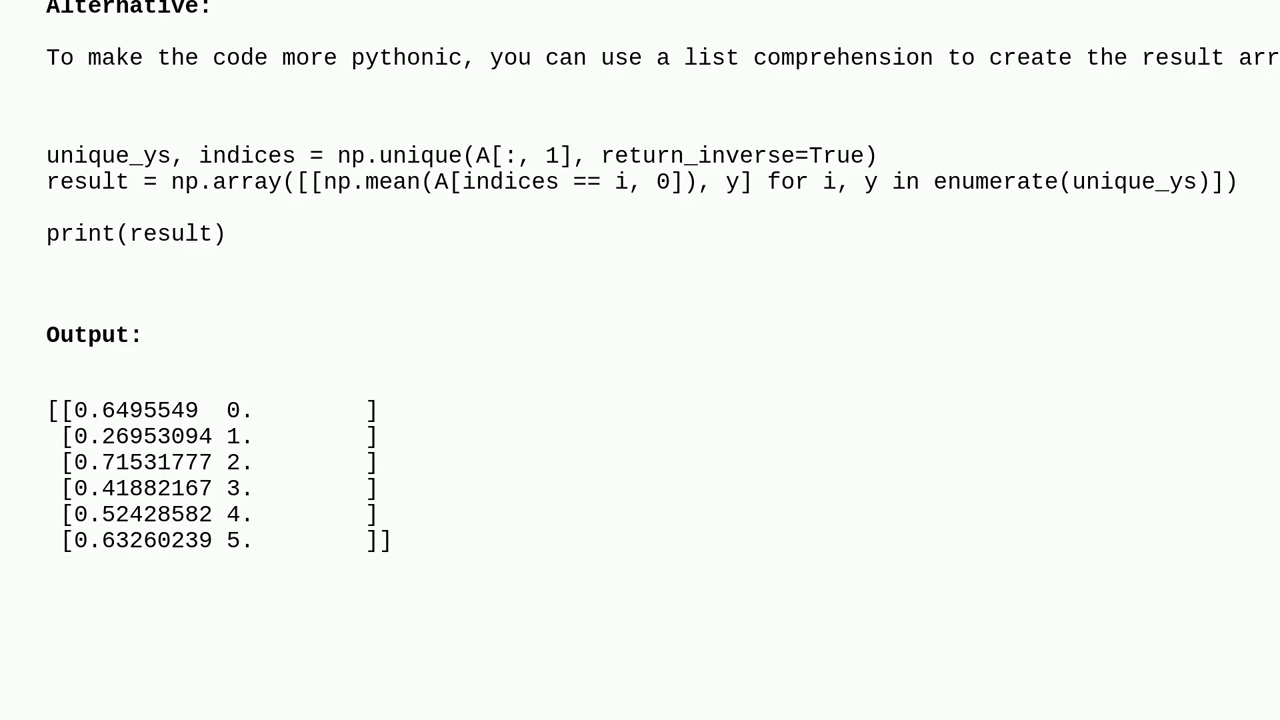 Alternative:
To make the code more pythonic, you can use a list comprehension to create the result arr
unique_ys, indices = np.unique(A[:, 1], return_inverse=True)
result = np.array([[np.mean(A[indices == i, 0]), y] for i, y in enumerate(unique_ys)])
print(result)
Output:
[[0.6495549  0.        ]
 [0.26953094 1.        ]
 [0.71531777 2.        ]
 [0.41882167 3.        ]
 [0.52428582 4.        ]
 [0.63260239 5.        ]]